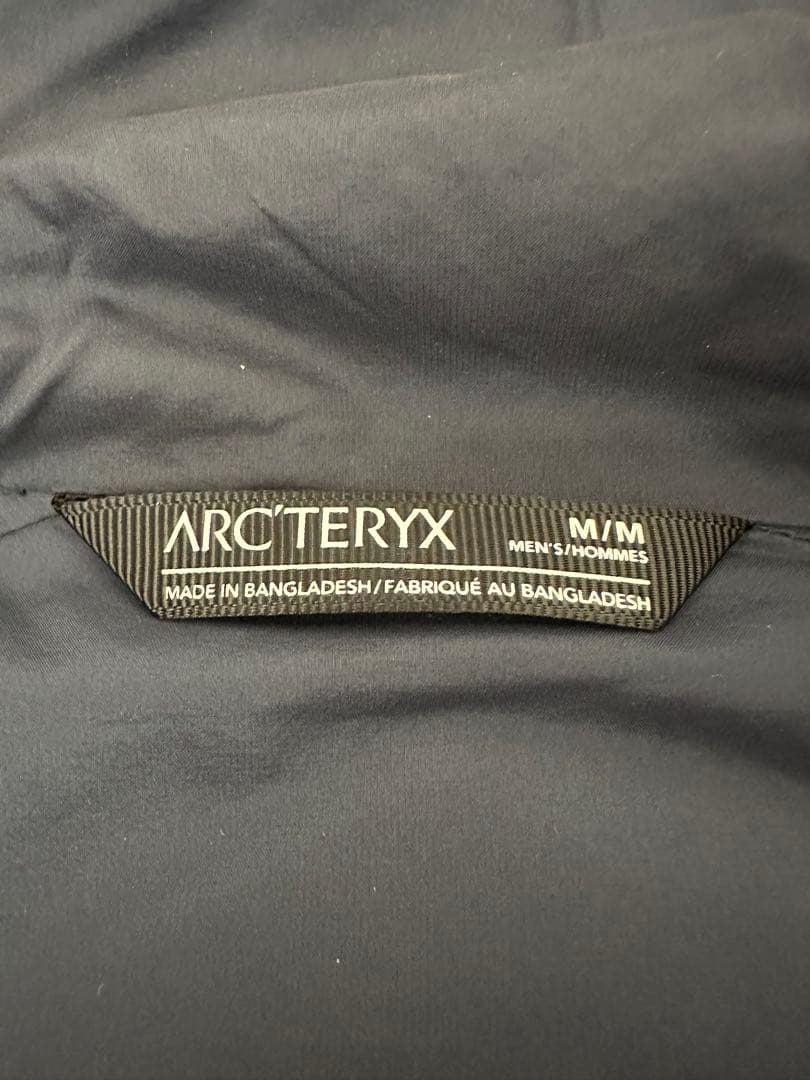 ARC'TERYX M/M
MEN'S/HOMMES
MADE IN BANGLADESH/FABRIQUÉ AU BANGLADESH